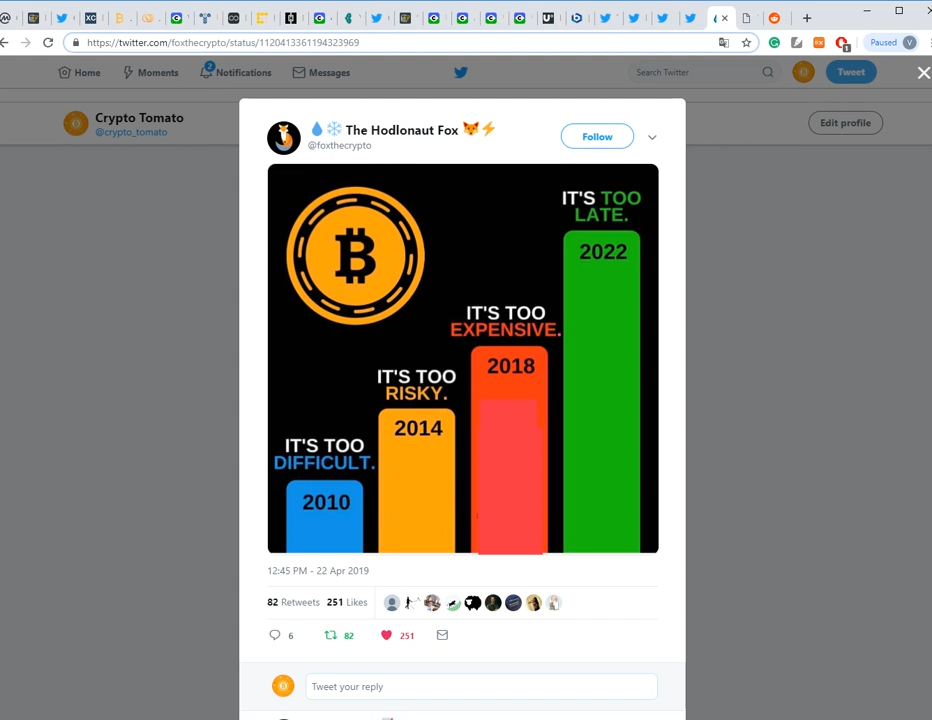 https://twitter.com/foxthecrypto/status/1120413361194323969
Paused V
Home Moments 2 Notifications Messages Search Twitter Tweet
Crypto Tomato
@crypto_tomato
Edit profile
The Hodlonaut Fox
@foxthecrypto
Follow
IT'S TOO
LATE.
2022
IT'S TOO
EXPENSIVE.
2018
IT'S TOO
RISKY.
2014
IT'S TOO
DIFFICULT.
2010
12:45 PM - 22 Apr 2019
82 Retweets 251 Likes
6 82 251
Tweet your reply